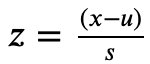 z = (x−u)/s